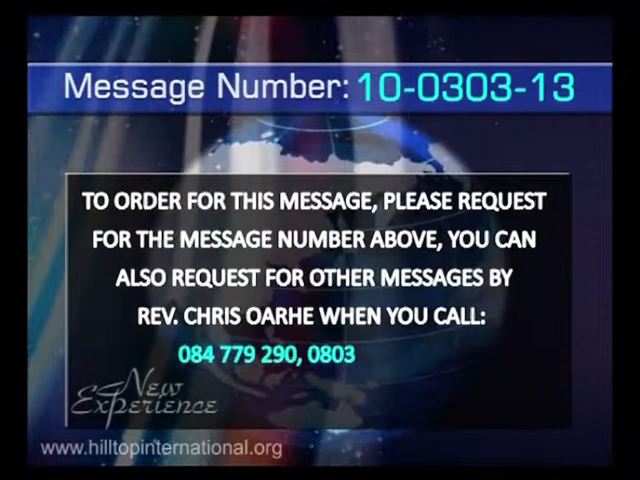 Message Number: 10-0303-13
TO ORDER FOR THIS MESSAGE, PLEASE REQUEST
FOR THE MESSAGE NUMBER ABOVE, YOU CAN
ALSO REQUEST FOR OTHER MESSAGES BY
REV. CHRIS OARHE WHEN YOU CALL:
084 779 290, 0803
New
Experience
www.hilltopinternational.org